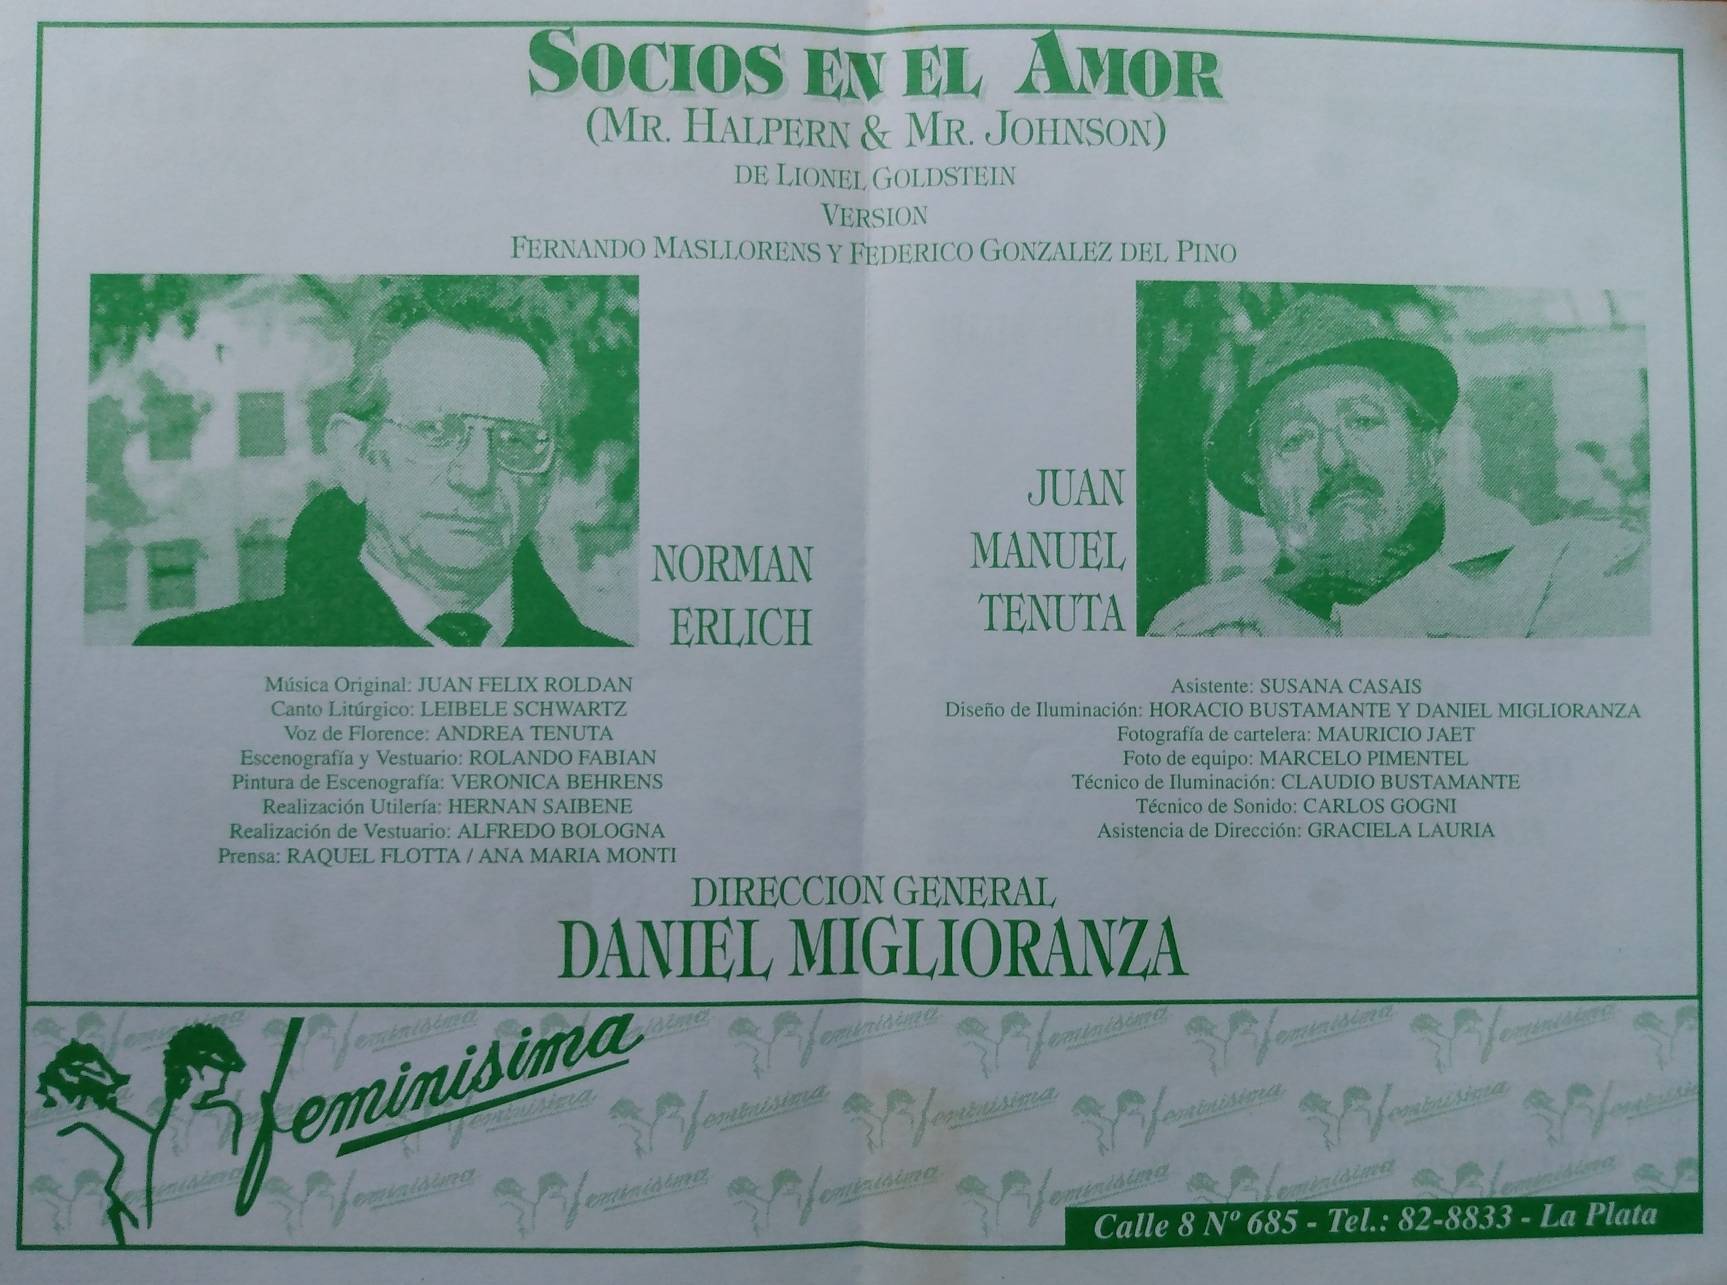 SOCIOS EN EL AMOR
(MR. HALPERN & MR. JOHNSON)
DE LIONEL GOLDSTEIN
VERSION
FERNANDO MASLLORENS Y FEDERICO GONZALEZ DEL PINO
NORMAN
ERLICH
JUAN
MANUEL
TENUTA
Música Original: JUAN FELIX ROLDAN
Canto Litúrgico: LEIBELE SCHWARTZ
Voz de Florence: ANDREA TENUTA
Escenografía y Vestuario: ROLANDO FABIAN
Pintura de Escenografía: VERONICA BEHRENS
Realización Utilería: HERNAN SAIBENE
Realización de Vestuario: ALFREDO BOLOGNA
Prensa: RAQUEL FLOTTA / ANA MARIA MONTI
Asistente: SUSANA CASAIS
Diseño de Iluminación: HORACIO BUSTAMANTE Y DANIEL MIGLIORANZA
Fotografía de cartelera: MAURICIO JAET
Foto de equipo: MARCELO PIMENTEL
Técnico de Iluminación: CLAUDIO BUSTAMANTE
Técnico de Sonido: CARLOS GOGNI
Asistencia de Dirección: GRACIELA LAURIA
DIRECCION GENERAL
DANIEL MIGLIORANZA
feminisima
Calle 8 Nº 685 - Tel.: 82-8833 - La Plata